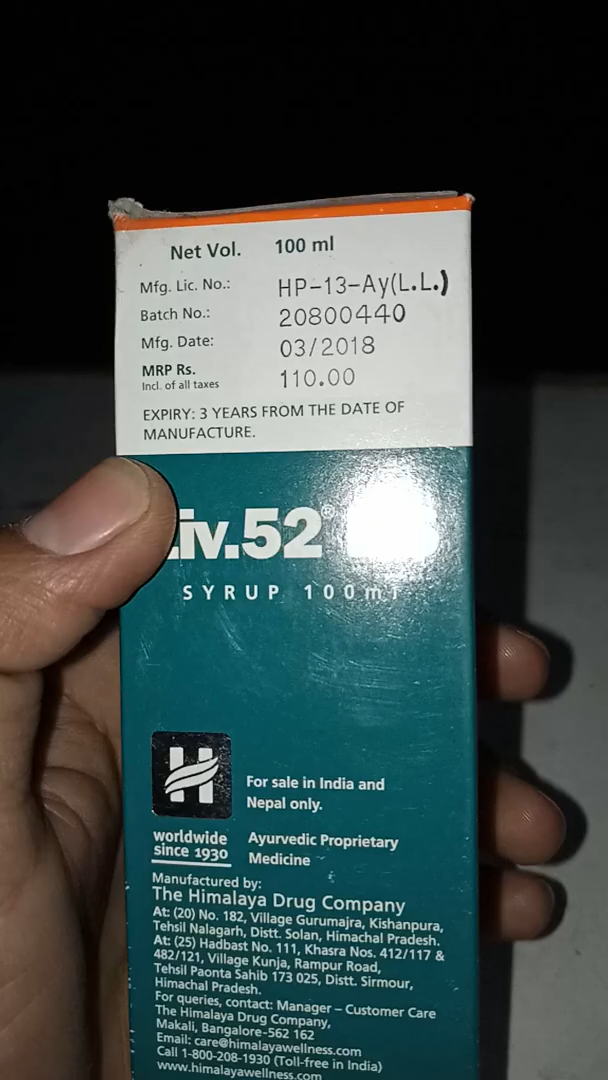 Net Vol. 100 ml
Mfg. Lic. No.: HP-13-Ay(L.L.)
Batch No.: 20800440
Mfg. Date: 03/2018
MRP Rs. 110.00
Incl. of all taxes
EXPIRY: 3 YEARS FROM THE DATE OF
MANUFACTURE.
Liv.52®
SYRUP 100ml
H
For sale in India and
Nepal only.
worldwide
since 1930
Ayurvedic Proprietary
Medicine
Manufactured by:
The Himalaya Drug Company
At: (20) No. 182, Village Gurumajra, Kishanpura,
Tehsil Nalagarh, Distt. Solan, Himachal Pradesh.
At: (25) Hadbast No. 111, Khasra Nos. 412/117 &
482/121, Village Kunja, Rampur Road,
Tehsil Paonta Sahib 173 025, Distt. Sirmour,
Himachal Pradesh.
For queries, contact: Manager – Customer Care
The Himalaya Drug Company,
Makali, Bangalore-562 162
Email: care@himalayawellness.com
Call 1-800-208-1930 (Toll-free in India)
www.himalayawellness.com